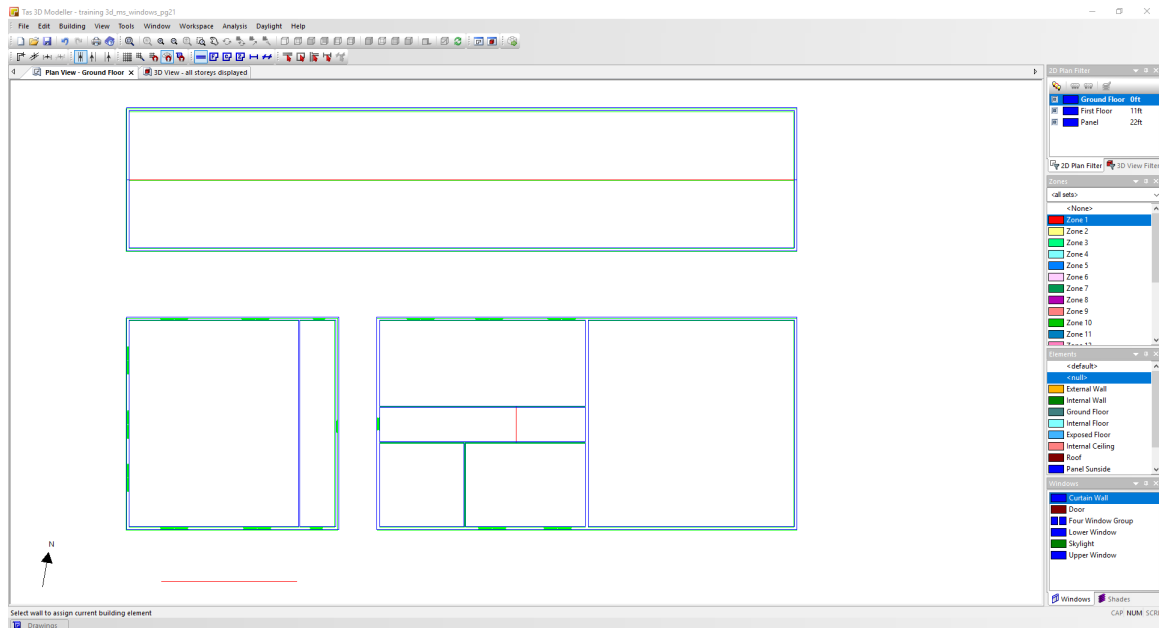 Tas 3D Modeller - training 3d_ms_windows_pg21
File Edit Building View Tools Window Workspace Analysis Daylight Help
Plan View - Ground Floor 3D View - all storeys displayed
2D Plan Filter
Ground Floor 0ft
First Floor 11ft
Panel 22ft
2D Plan Filter 3D View Filter
Zones
<all sets>
<None>
Zone 1
Zone 2
Zone 3
Zone 4
Zone 5
Zone 6
Zone 7
Zone 8
Zone 9
Zone 10
Zone 11
Elements
<default>
<null>
External Wall
Internal Wall
Ground Floor
Internal Floor
Exposed Floor
Internal Ceiling
Roof
Panel Sunside
Windows
Curtain Wall
Door
Four Window Group
Lower Window
Skylight
Upper Window
Windows Shades
N
Select wall to assign current building element
CAP NUM SCRL
Drawings